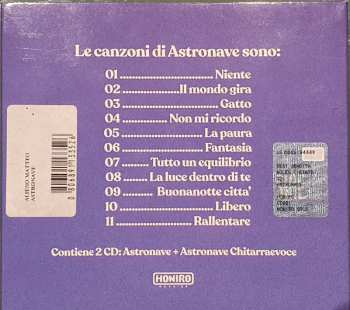 Le canzoni di Astronave sono:
01 Niente
02 Il mondo gira
03 Gatto
04 Non mi ricordo
05 La paura
06 Fantasia
07 Tutto un equilibrio
08 La luce dentro di te
09 Buonanotte citta'
10 Libero
11 Rallentare
Contiene 2 CD: Astronave + Astronave Chitarraevoce
HONIRO
ALFIUSO MATTEO
ASTRONAVE